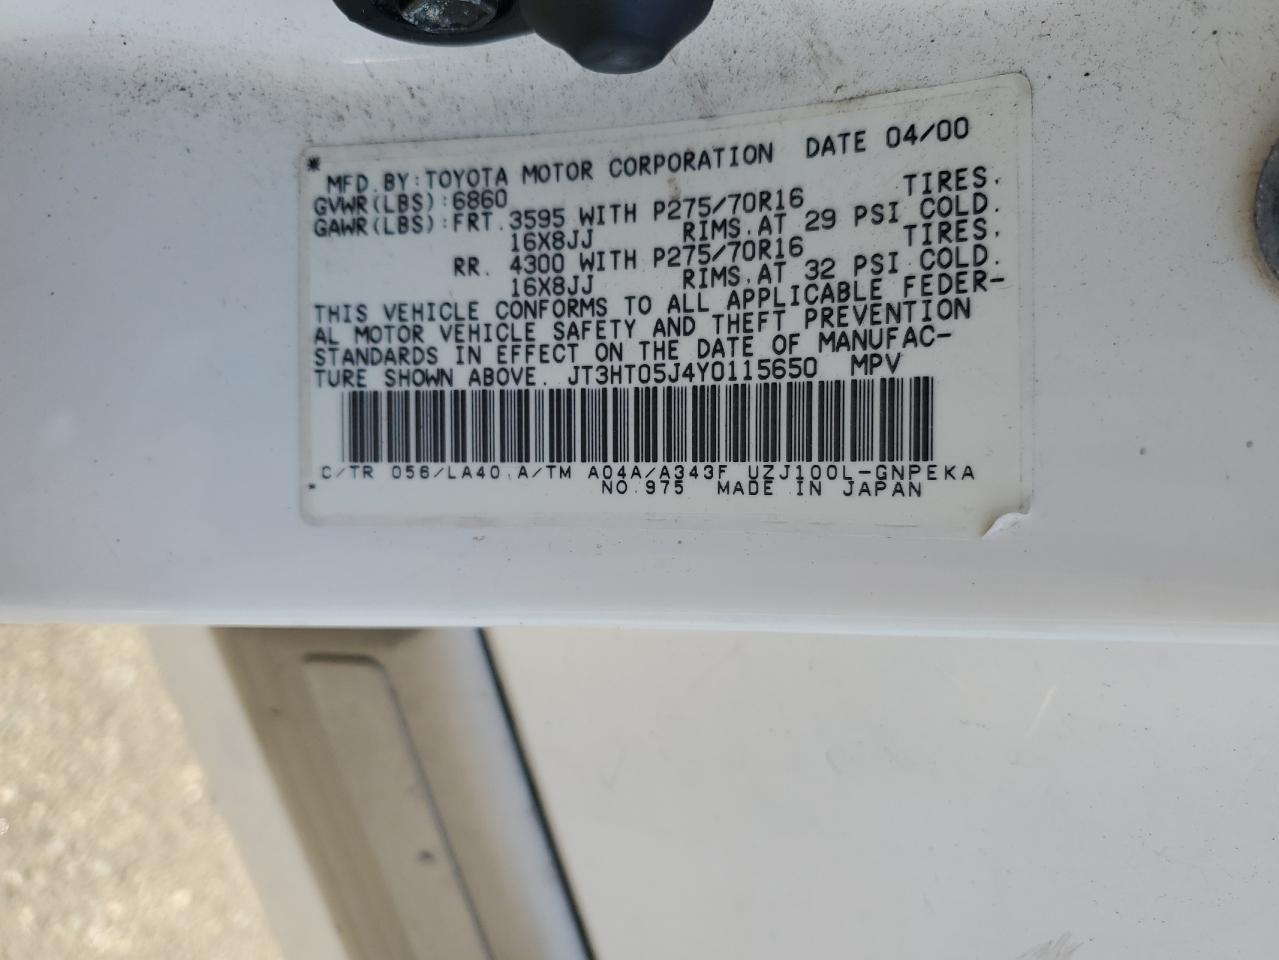 * MFD. BY: TOYOTA MOTOR CORPORATION DATE 04/00
GVWR(LBS): 6860
GAWR(LBS): FRT. 3595 WITH P275/70R16 TIRES.
16X8JJ RIMS. AT 29 PSI COLD.
RR. 4300 WITH P275/70R16 TIRES.
16X8JJ RIMS. AT 32 PSI COLD.
THIS VEHICLE CONFORMS TO ALL APPLICABLE FEDER-
AL MOTOR VEHICLE SAFETY AND THEFT PREVENTION
STANDARDS IN EFFECT ON THE DATE OF MANUFAC-
TURE SHOWN ABOVE. JT3HT05J4Y0115650 MPV
C/TR 056/LA40 A/TM A04A/A343F UZJ100L-GNPEKA
NO.975 MADE IN JAPAN